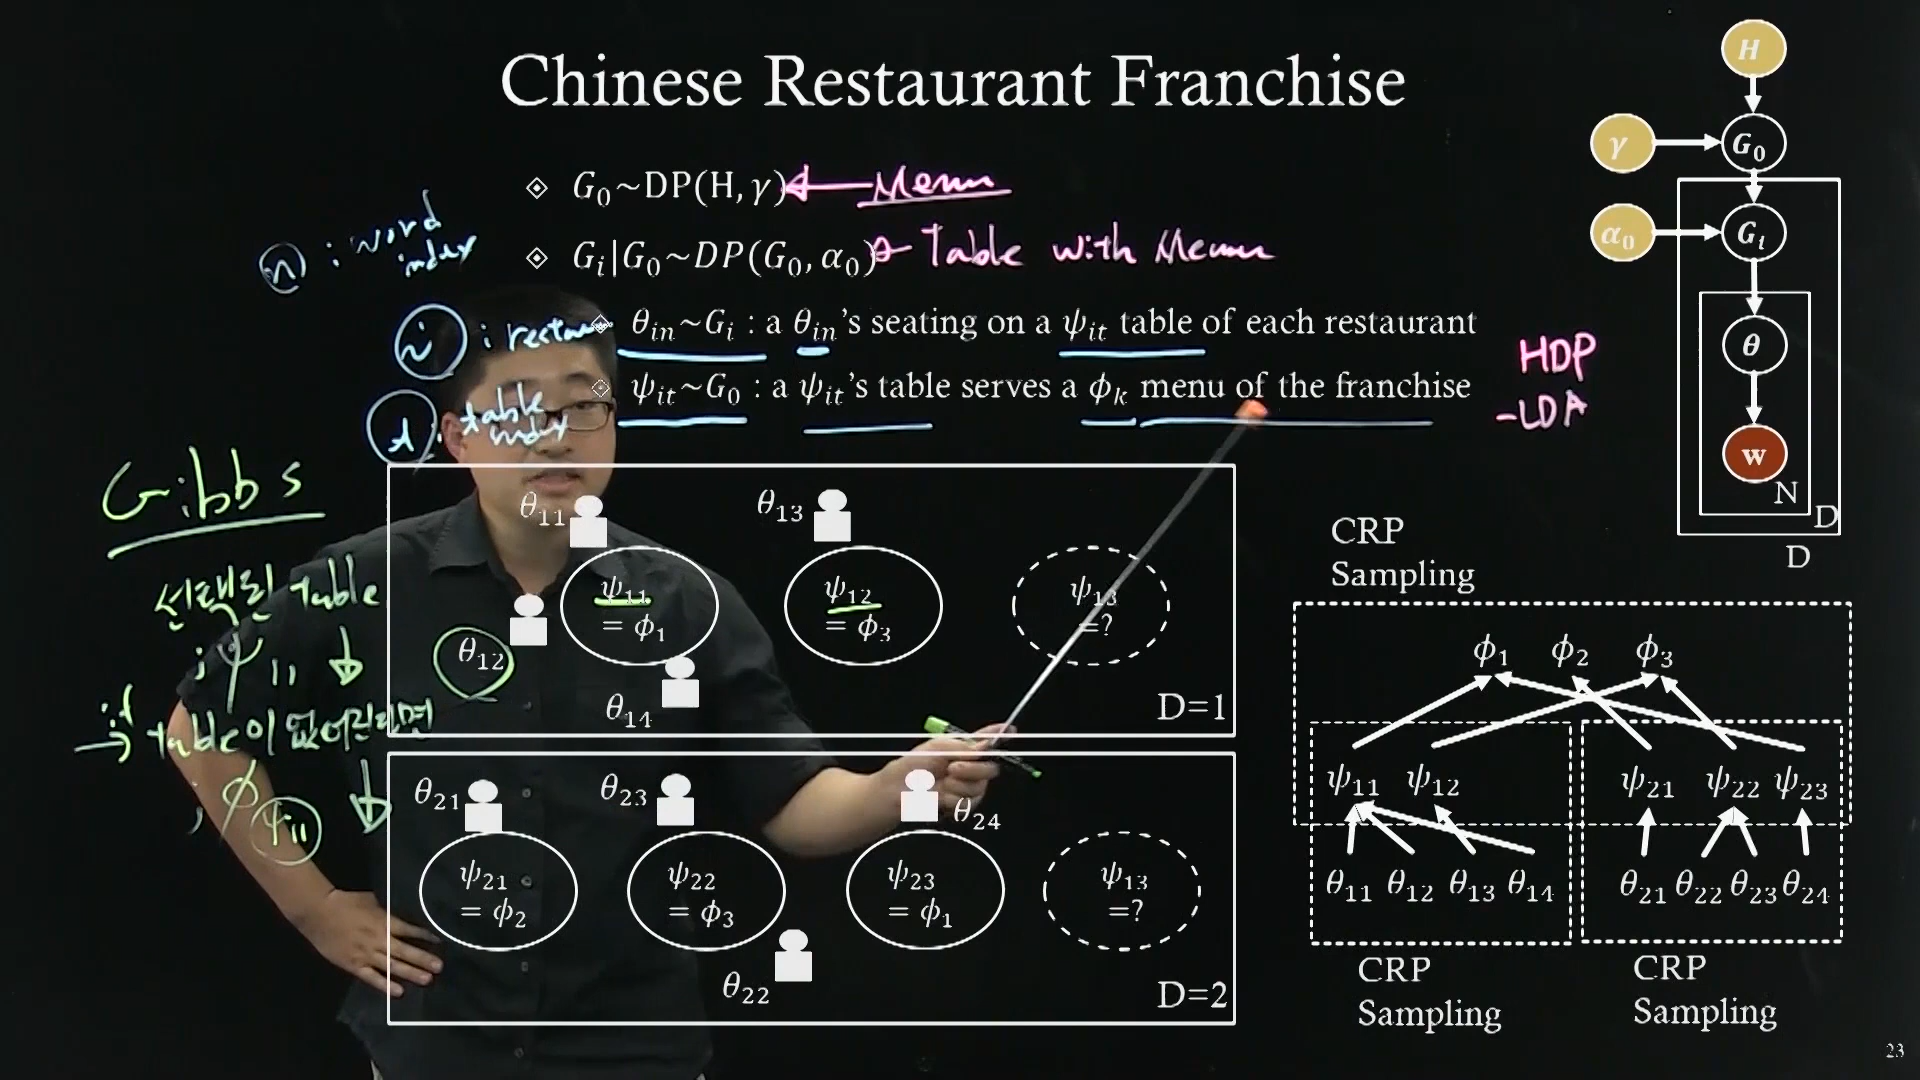 Chinese Restaurant Franchise
G₀~DP(H, γ) Menu
Gᵢ|G₀~DP(G₀, α₀) Table with Menu
n : word index
θᵢₙ~Gᵢ : a θᵢₙ's seating on a ψᵢₜ table of each restaurant
i : restau
ψᵢₜ~G₀ : a ψᵢₜ's table serves a ϕₖ menu of the franchise
t : table index
HDP
-LDA
H
γ G₀
α₀ Gᵢ
θ
w
N
D
D
Gibbs
선택된 table
; ψ₁₁ ↓
if
→ table이 없어진다면
; ϕ ψ₁₁ ↓
θ₁₁ θ₁₃
ψ₁₁ = ϕ₁
ψ₁₂ = ϕ₃
ψ₁₃ =?
θ₁₂
θ₁₄
D=1
θ₂₁ θ₂₃ θ₂₄
ψ₂₁ = ϕ₂
ψ₂₂ = ϕ₃
ψ₂₃ = ϕ₁
ψ₁₃ =?
θ₂₂
D=2
CRP
Sampling
ϕ₁ ϕ₂ ϕ₃
ψ₁₁ ψ₁₂ ψ₂₁ ψ₂₂ ψ₂₃
θ₁₁ θ₁₂ θ₁₃ θ₁₄ θ₂₁ θ₂₂ θ₂₃ θ₂₄
CRP
Sampling
CRP
Sampling
23